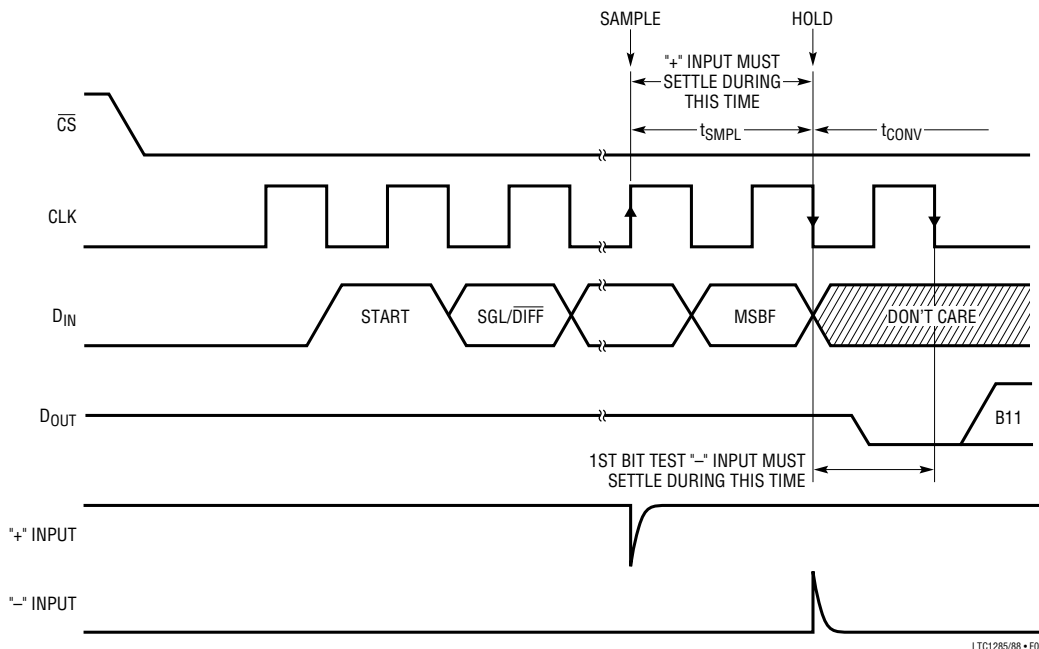 SAMPLE HOLD
"+" INPUT MUST
SETTLE DURING
THIS TIME
CS
tSMPL tCONV
CLK
DIN START SGL/DIFF MSBF DON'T CARE
DOUT B11
1ST BIT TEST "–" INPUT MUST
SETTLE DURING THIS TIME
"+" INPUT
"–" INPUT
LTC1285/88 • F0